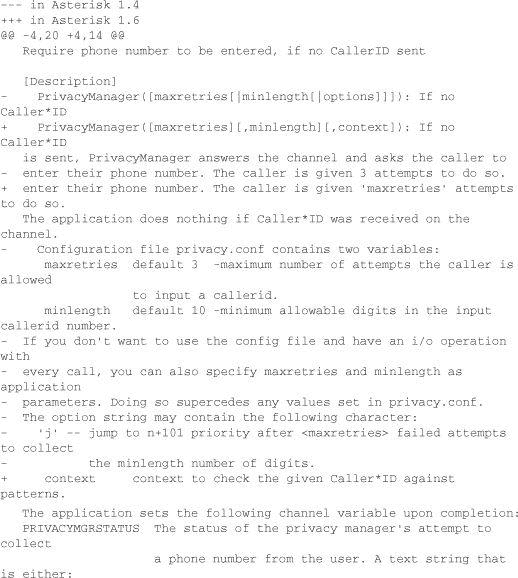 --- in Asterisk 1.4
+++ in Asterisk 1.6
@@ -4,20 +4,14 @@
Require phone number to be entered, if no CallerID sent
[Description]
-    PrivacyManager([maxretries[|minlength[|options]]]): If no
Caller*ID
+    PrivacyManager([maxretries][,minlength][,context]): If no
Caller*ID
is sent, PrivacyManager answers the channel and asks the caller to
-  enter their phone number. The caller is given 3 attempts to do so.
+  enter their phone number. The caller is given 'maxretries' attempts
to do so.
The application does nothing if Caller*ID was received on the
channel.
-    Configuration file privacy.conf contains two variables:
maxretries  default 3  -maximum number of attempts the caller is
allowed
to input a callerid.
minlength   default 10 -minimum allowable digits in the input
callerid number.
-  If you don't want to use the config file and have an i/o operation
with
-  every call, you can also specify maxretries and minlength as
application
-  parameters. Doing so supercedes any values set in privacy.conf.
-  The option string may contain the following character:
-    'j' -- jump to n+101 priority after <maxretries> failed attempts
to collect
-           the minlength number of digits.
+     context     context to check the given Caller*ID against
patterns.
The application sets the following channel variable upon completion:
PRIVACYMGRSTATUS  The status of the privacy manager's attempt to
collect
a phone number from the user. A text string that
is either: